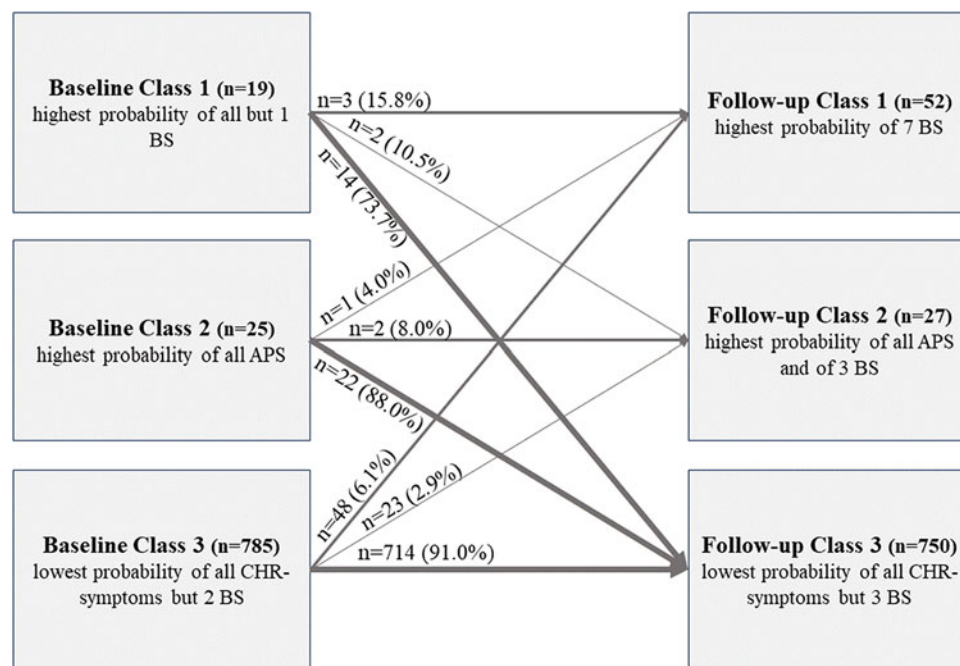 Baseline Class 1 (n=19)
highest probability of all but 1
BS
n=3 (15.8%)
n=2 (10.5%)
n=14 (73.7%)
Follow-up Class 1 (n=52)
highest probability of 7 BS
Baseline Class 2 (n=25)
highest probability of all APS
n=1 (4.0%)
n=2 (8.0%)
n=22 (88.0%)
Follow-up Class 2 (n=27)
highest probability of all APS
and of 3 BS
Baseline Class 3 (n=785)
lowest probability of all CHR-
symptoms but 2 BS
n=48 (6.1%)
n=23 (2.9%)
n=714 (91.0%)
Follow-up Class 3 (n=750)
lowest probability of all CHR-
symptoms but 3 BS